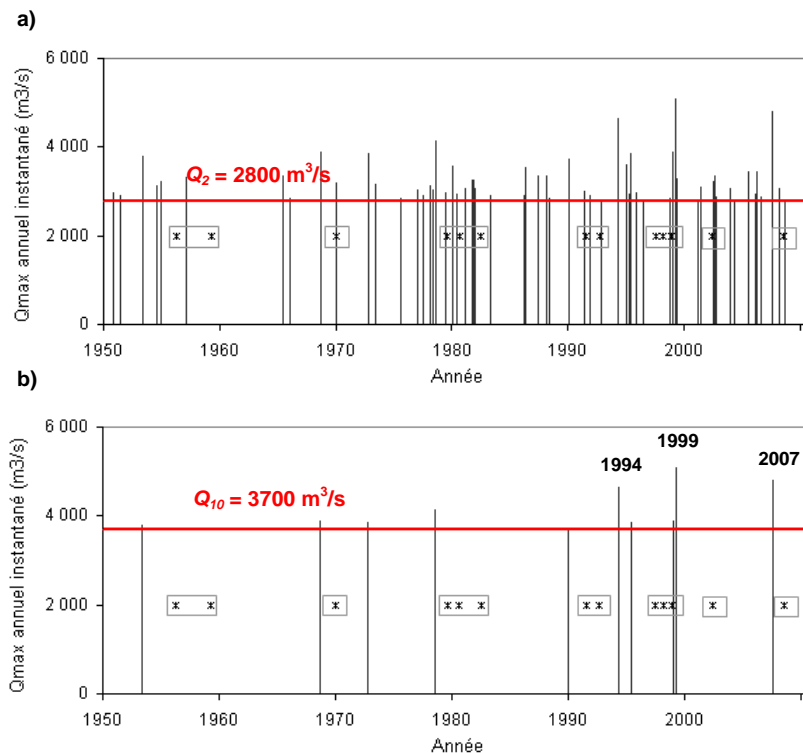 a)
Qmax annuel instantané (m3/s)
6 000
4 000
2 000
0
Q2 = 2800 m³/s
1950 1960 1970 1980 1990 2000
Année
b)
Qmax annuel instantané (m3/s)
6 000
4 000
2 000
0
1994
1999
2007
Q10 = 3700 m³/s
1950 1960 1970 1980 1990 2000
Année